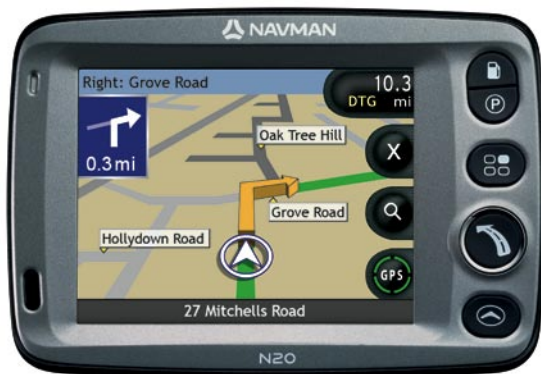 NAVMAN
Right: Grove Road
10.3
DTG mi
0.3mi
Oak Tree Hill
X
P
Grove Road
Hollydown Road
GPS
27 Mitchells Road
N20